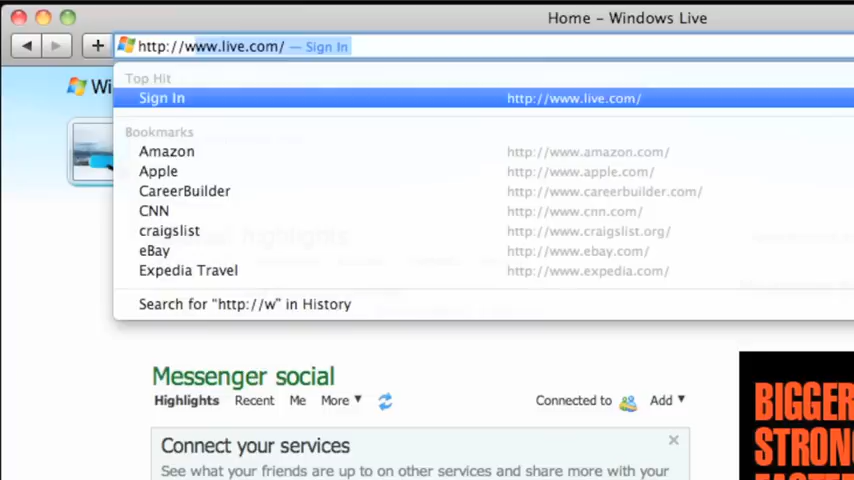 Home – Windows Live
http://www.live.com/ — Sign In
Wi
Top Hit
Sign In http://www.live.com/
Bookmarks
Amazon http://www.amazon.com/
Apple http://www.apple.com/
CareerBuilder http://www.careerbuilder.com/
CNN http://www.cnn.com/
craigslist http://www.craigslist.org/
eBay http://www.ebay.com/
Expedia Travel http://www.expedia.com/
Search for "http://w" in History
Messenger social
Highlights Recent Me More Connected to Add
Connect your services
See what your friends are up to on other services and share more with your
BIGGER
STRON